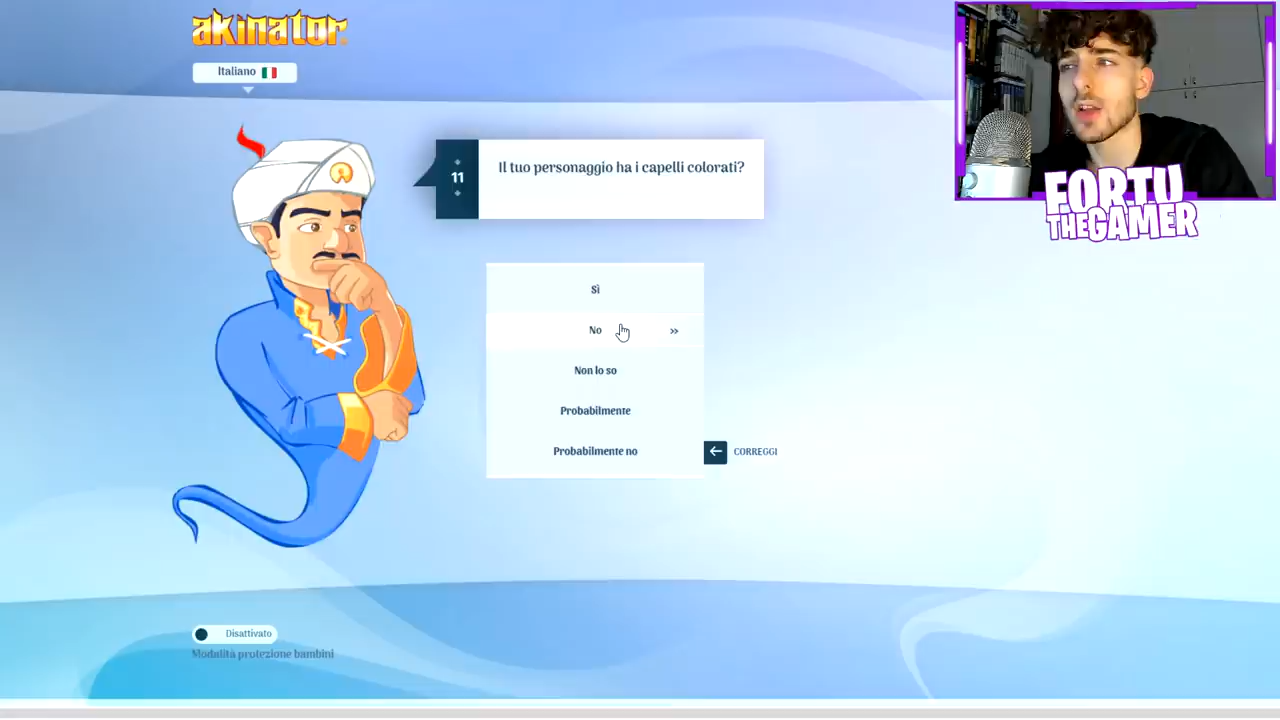 akinator
Italiano
11
Il tuo personaggio ha i capelli colorati?
Sì
No
Non lo so
Probabilmente
Probabilmente no
CORREGGI
Disattivato
Modalità protezione bambini
FORTU
THEGAMER